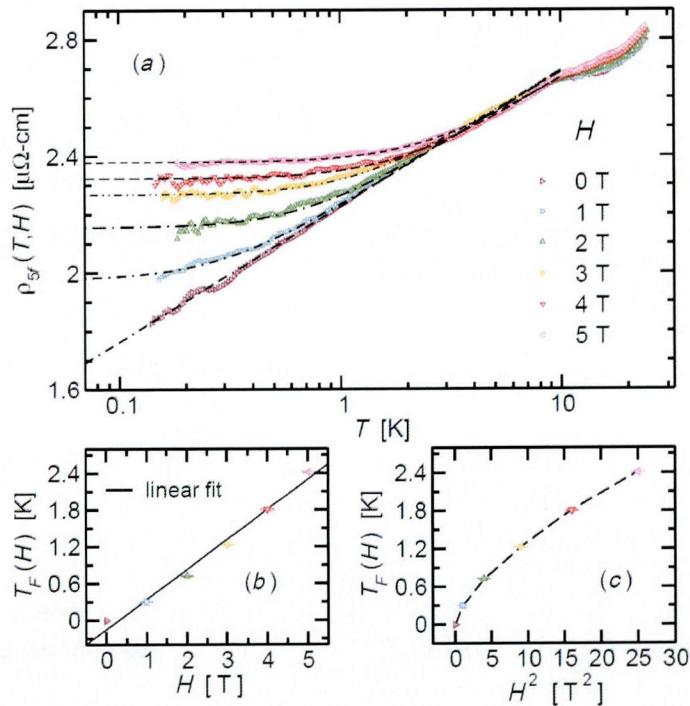 2.8
2.4
2
1.6
ρ5f(T,H) [μΩ-cm]
(a)
H
0 T
1 T
2 T
3 T
4 T
5 T
0.1 1 10
T [K]
2.4
1.8
1.2
0.6
0
T_F(H) [K]
linear fit
(b)
0 1 2 3 4 5
H [T]
2.4
1.8
1.2
0.6
0
T_F(H) [K]
(c)
0 5 10 15 20 25 30
H² [T²]